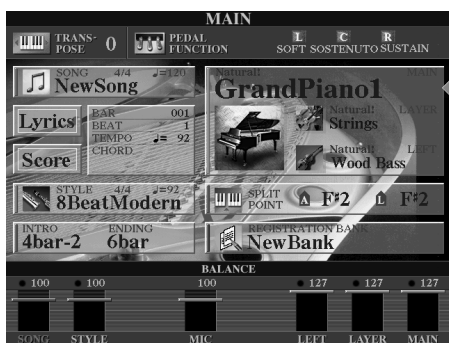 MAIN
TRANS-
POSE 0
PEDAL
FUNCTION
L C R
SOFT SOSTENUTO SUSTAIN
SONG 4/4 ♩=120
NewSong
Lyrics
Score
BAR 001
BEAT 1
TEMPO ♩= 92
CHORD
STYLE 4/4 ♩=92
8BeatModern
INTRO ENDING
4bar-2 6bar
Natural! MAIN
GrandPiano1
Natural! LAYER
Strings
Natural! LEFT
Wood Bass
SPLIT
POINT A F♯2 L F♯2
REGISTRATION BANK
NewBank
BALANCE
100 100 100 127 127 127
SONG STYLE MIC LEFT LAYER MAIN